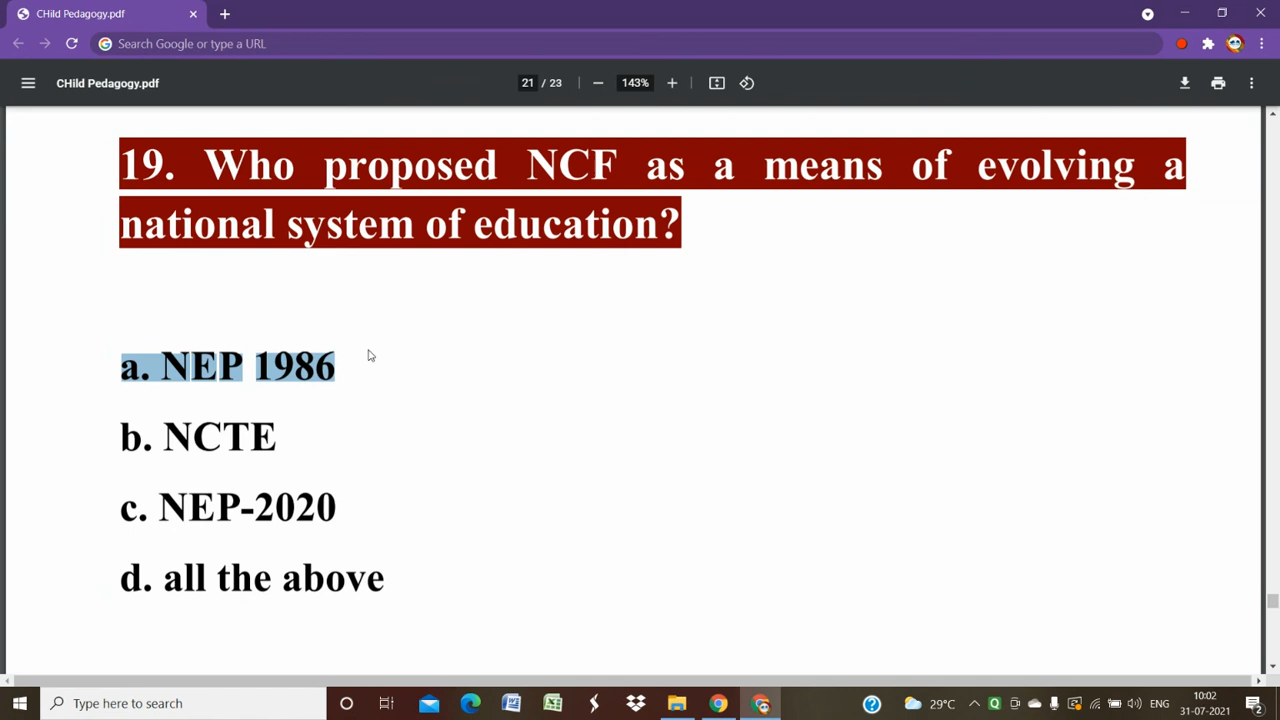 CHild Pedagogy.pdf
Search Google or type a URL
CHild Pedagogy.pdf
21 / 23
143%
19. Who proposed NCF as a means of evolving a
national system of education?
a. NEP 1986
b. NCTE
c. NEP-2020
d. all the above
Type here to search
29°C
ENG
10:02
31-07-2021
2